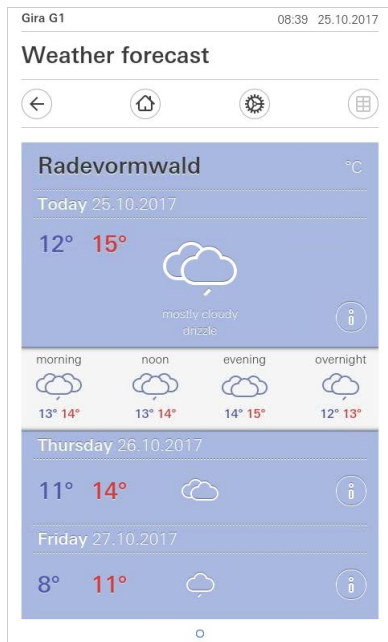 Gira G1 08:39 25.10.2017
Weather forecast
Radevormwald °C
Today 25.10.2017
12° 15°
mostly cloudy
drizzle
morning noon evening overnight
13° 14° 13° 14° 14° 15° 12° 13°
Thursday 26.10.2017
11° 14°
Friday 27.10.2017
8° 11°